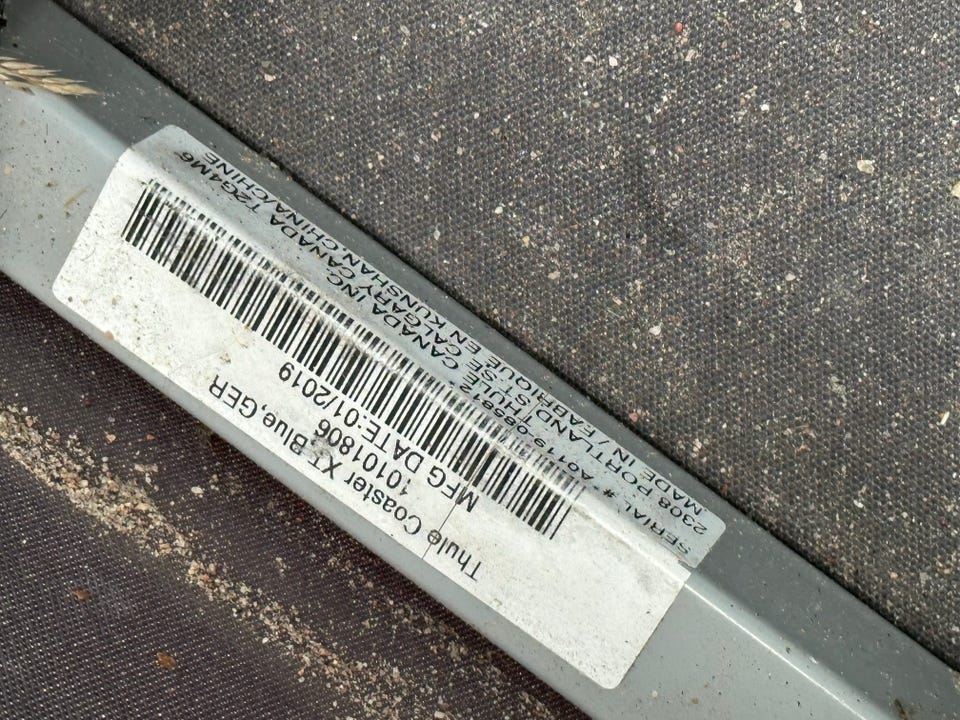 Thule Coaster XT Blue,GER
10101806
MFG DATE:01/2019
SERIAL #
THULE CANADA INC.
2308 PORTLAND ST SE CALGARY CANADA T2G4M6
MADE IN /FABRIQUÉ EN KUNSHAN CHINA/CHINE